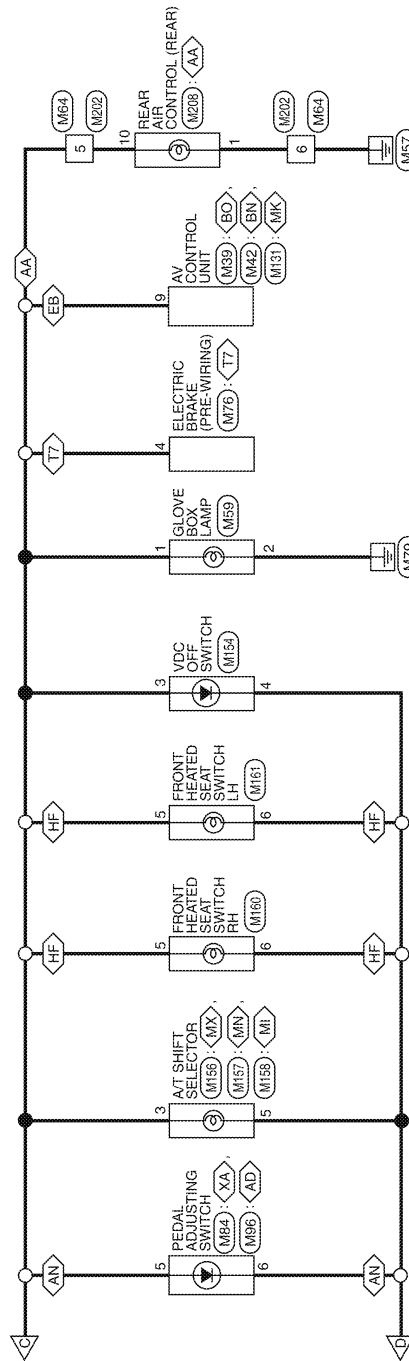 C
AN
PEDAL
ADJUSTING
SWITCH
M84 : XA ,
M96 : AD
5
6
AN
D
A/T SHIFT
SELECTOR
M156 : MX ,
M157 : MN ,
M158 : MI
3
5
HF
FRONT
HEATED
SEAT
SWITCH
RH
M160
5
6
HF
HF
FRONT
HEATED
SEAT
SWITCH
LH
M161
5
6
HF
VDC
OFF
SWITCH
M154
3
4
GLOVE
BOX
LAMP
M59
1
2
T7
ELECTRIC
BRAKE
(PRE-WIRING)
M76 : T7
4
EB
AV
CONTROL
UNIT
M39 : BO ,
M42 : BN ,
M131 : MK
9
AA
M64
M202
5
10
REAR
AIR
CONTROL (REAR)
M208 : AA
1
6
M202
M64
M57